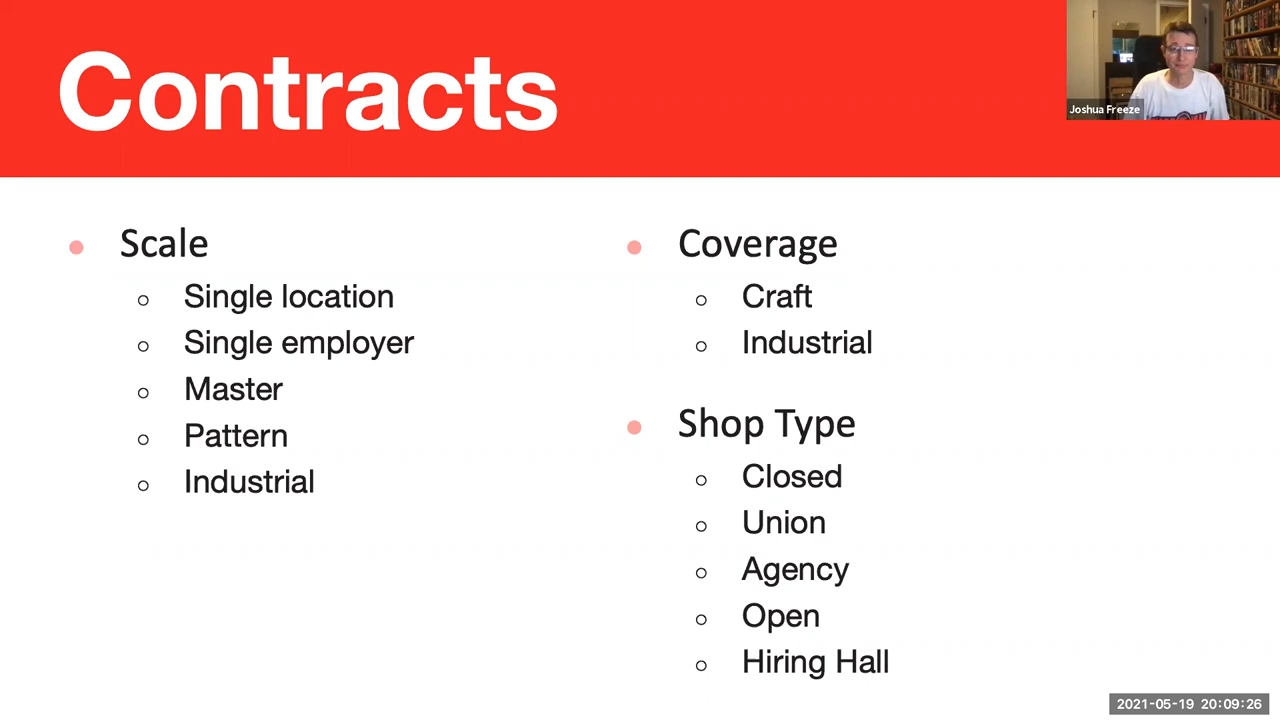 Contracts
Joshua Freeze
Scale
Single location
Single employer
Master
Pattern
Industrial
Coverage
Craft
Industrial
Shop Type
Closed
Union
Agency
Open
Hiring Hall
2021-05-19 20:09:26